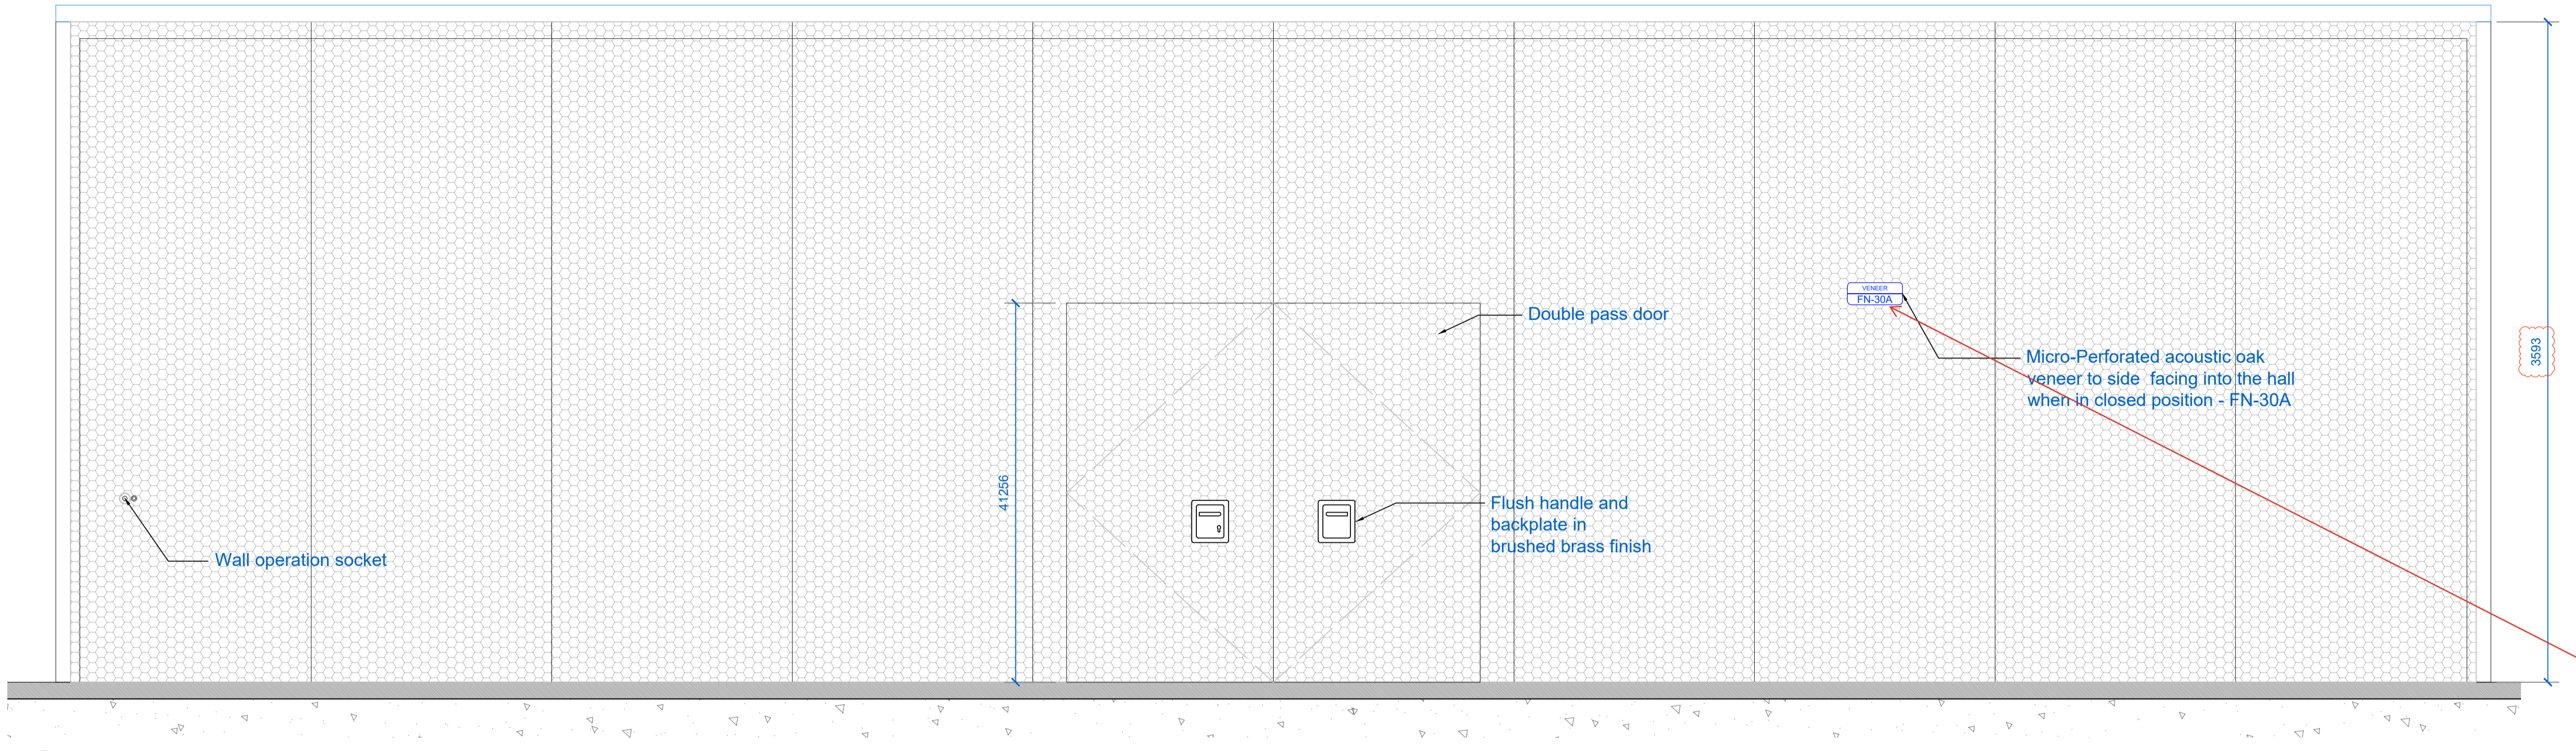 Double pass door
VENEER
FN-30A
Micro-Perforated acoustic oak
veneer to side facing into the hall
when in closed position - FN-30A
3593
41256
Flush handle and
backplate in
brushed brass finish
Wall operation socket